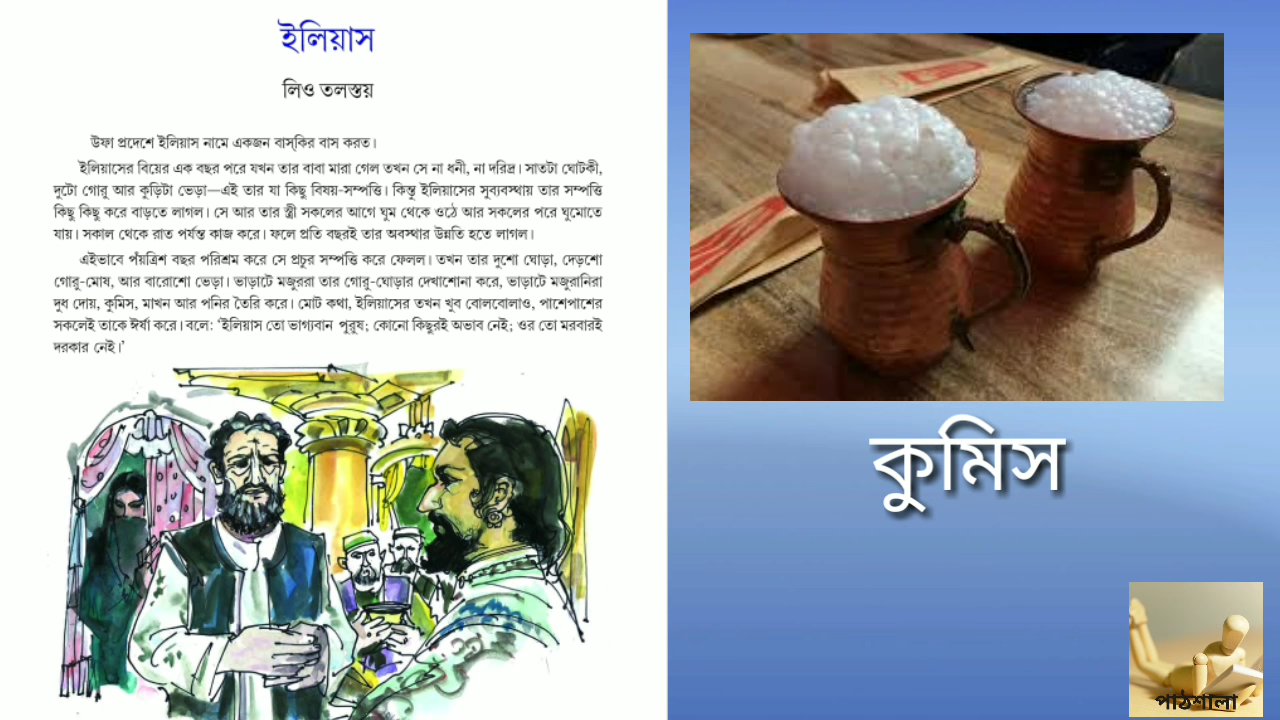 ইলিয়াস
লিও তলস্তয়
উফা প্রদেশে ইলিয়াস নামে একজন বাস্কির বাস করত।
ইলিয়াসের বিয়ের এক বছর পরে যখন তার বাবা মারা গেল তখন সে না ধনী, না দরিদ্র। সাতটা ঘোটকী,
দুটো গোরু আর কুড়িটা ভেড়া—এই তার যা কিছু বিষয়-সম্পত্তি। কিন্তু ইলিয়াসের সুব্যবস্থায় তার সম্পত্তি
কিছু কিছু করে বাড়তে লাগল। সে আর তার স্ত্রী সকলের আগে ঘুম থেকে ওঠে আর সকলের পরে ঘুমোতে
যায়। সকাল থেকে রাত পর্যন্ত কাজ করে। ফলে প্রতি বছরই তার অবস্থার উন্নতি হতে লাগল।
এইভাবে পঁয়ত্রিশ বছর পরিশ্রম করে সে প্রচুর সম্পত্তি করে ফেলল। তখন তার দুশো ঘোড়া, দেড়শো
গোরু-মোষ, আর বারোশো ভেড়া। ভাড়াটে মজুররা তার গোরু-ঘোড়ার দেখাশোনা করে, ভাড়াটে মজুরানিরা
দুধ দোয়, কুমিস, মাখন আর পনির তৈরি করে। মোট কথা, ইলিয়াসের তখন খুব বোলবোলাও, পাশেপাশের
সকলেই তাকে ঈর্ষা করে। বলে: ‘ইলিয়াস তো ভাগ্যবান পুরুষ; কোনো কিছুরই অভাব নেই; ওর তো মরবারই
দরকার নেই।’
কুমিস
পাঠশালা